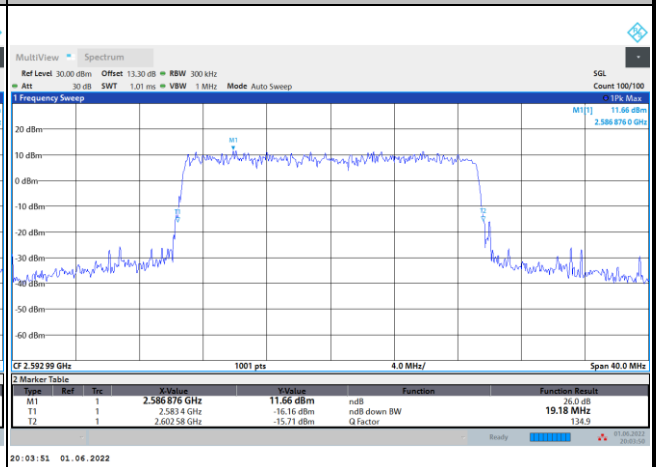 MultiView Spectrum
Ref Level 30.00 dBm Offset 13.30 dB RBW 300 kHz SGL
Att 30 dB SWT 1.01 ms VBW 1 MHz Mode Auto Sweep Count 100/100
1 Frequency Sweep 1Pk Max
M1[1] 11.66 dBm
2.586 876 0 GHz
20 dBm
M1
10 dBm
0 dBm
-10 dBm
T1 T2
-20 dBm
-30 dBm
-40 dBm
-50 dBm
-60 dBm
CF 2.592 99 GHz 1001 pts 4.0 MHz/ Span 40.0 MHz
2 Marker Table
Type Ref Trc X-Value Y-Value Function Function Result
M1 1 2.586 876 GHz 11.66 dBm ndB 26.0 dB
T1 1 2.583 4 GHz -16.16 dBm ndB down BW 19.18 MHz
T2 1 2.602 58 GHz -15.71 dBm Q Factor 134.9
Ready 01.06.2022
20:03:50
20:03:51 01.06.2022